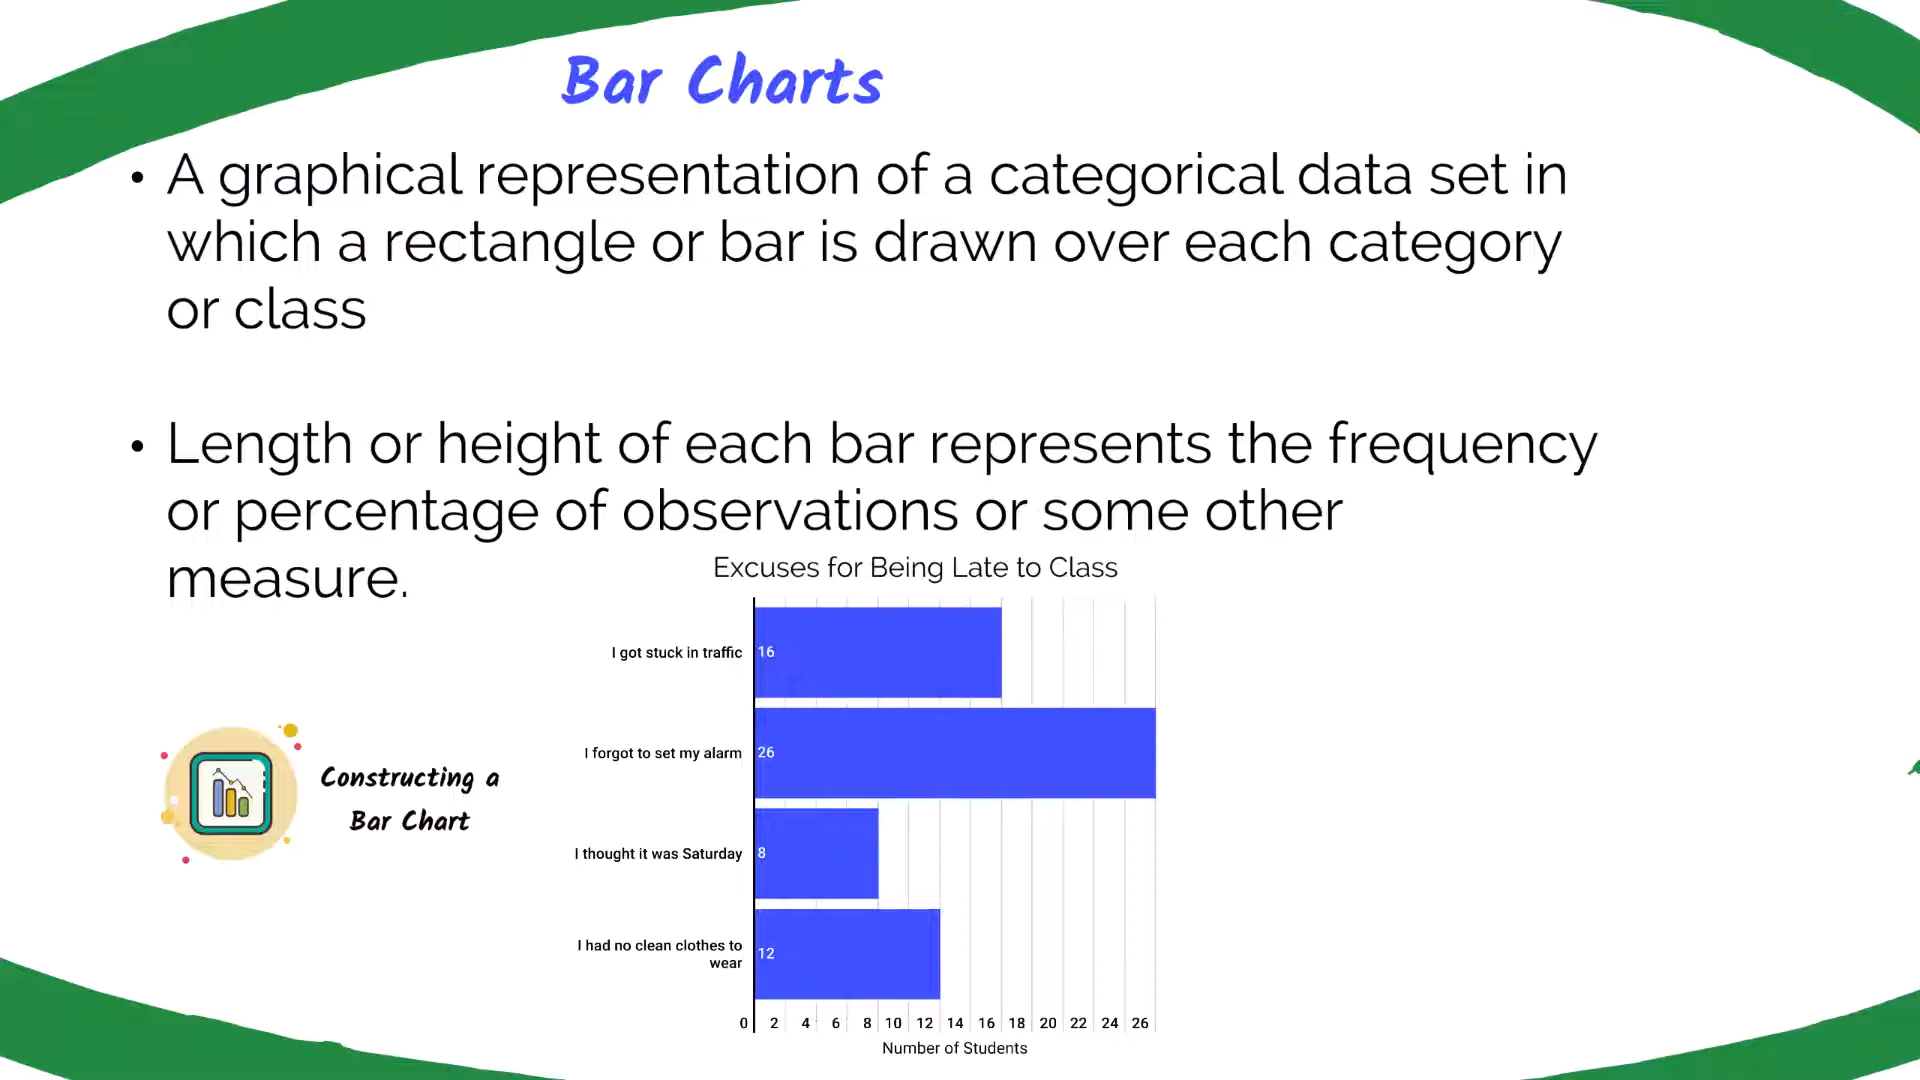 Bar Charts
• A graphical representation of a categorical data set in
which a rectangle or bar is drawn over each category
or class
• Length or height of each bar represents the frequency
or percentage of observations or some other
measure.
Excuses for Being Late to Class
I got stuck in traffic 16
I forgot to set my alarm 26
I thought it was Saturday 8
I had no clean clothes to
wear
12
Constructing a
Bar Chart
0 2 4 6 8 10 12 14 16 18 20 22 24 26
Number of Students